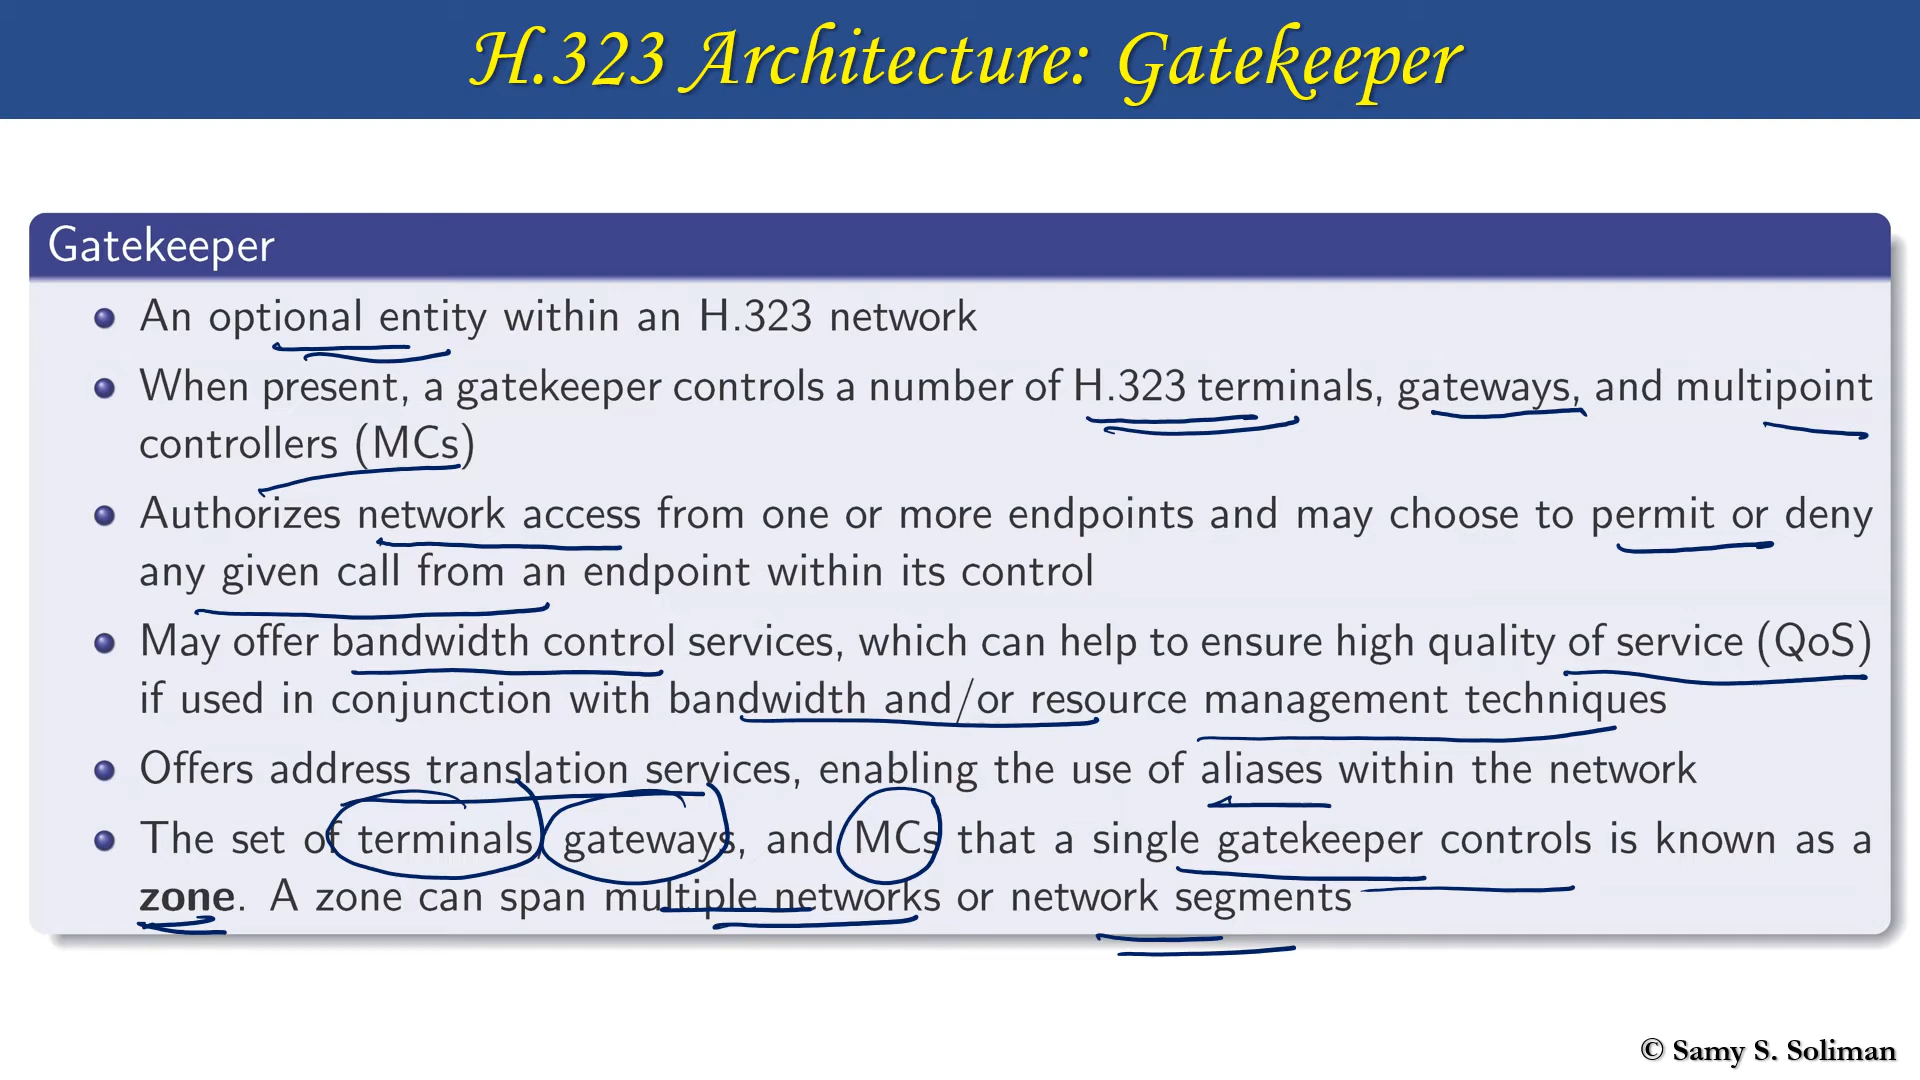 H.323 Architecture: Gatekeeper
Gatekeeper
An optional entity within an H.323 network
When present, a gatekeeper controls a number of H.323 terminals, gateways, and multipoint
controllers (MCs)
Authorizes network access from one or more endpoints and may choose to permit or deny
any given call from an endpoint within its control
May offer bandwidth control services, which can help to ensure high quality of service (QoS)
if used in conjunction with bandwidth and/or resource management techniques
Offers address translation services, enabling the use of aliases within the network
The set of terminals, gateways, and MCs that a single gatekeeper controls is known as a
zone. A zone can span multiple networks or network segments
© Samy S. Soliman